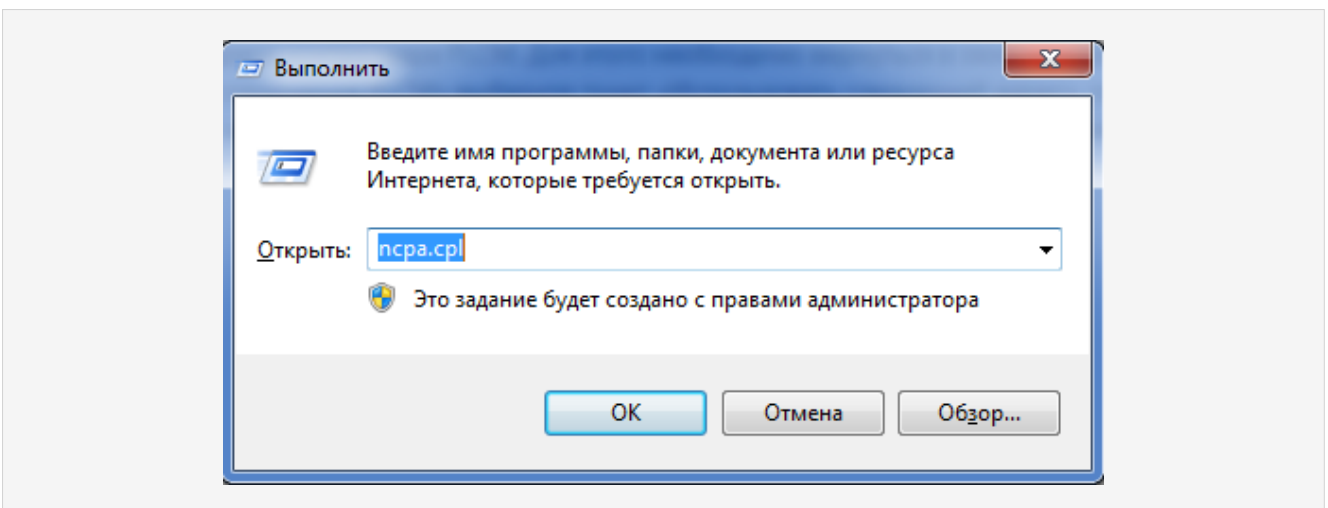 Выполнить
Введите имя программы, папки, документа или ресурса
Интернета, которые требуется открыть.
Открыть: ncpa.cpl
Это задание будет создано с правами администратора
ОК Отмена Обзор...